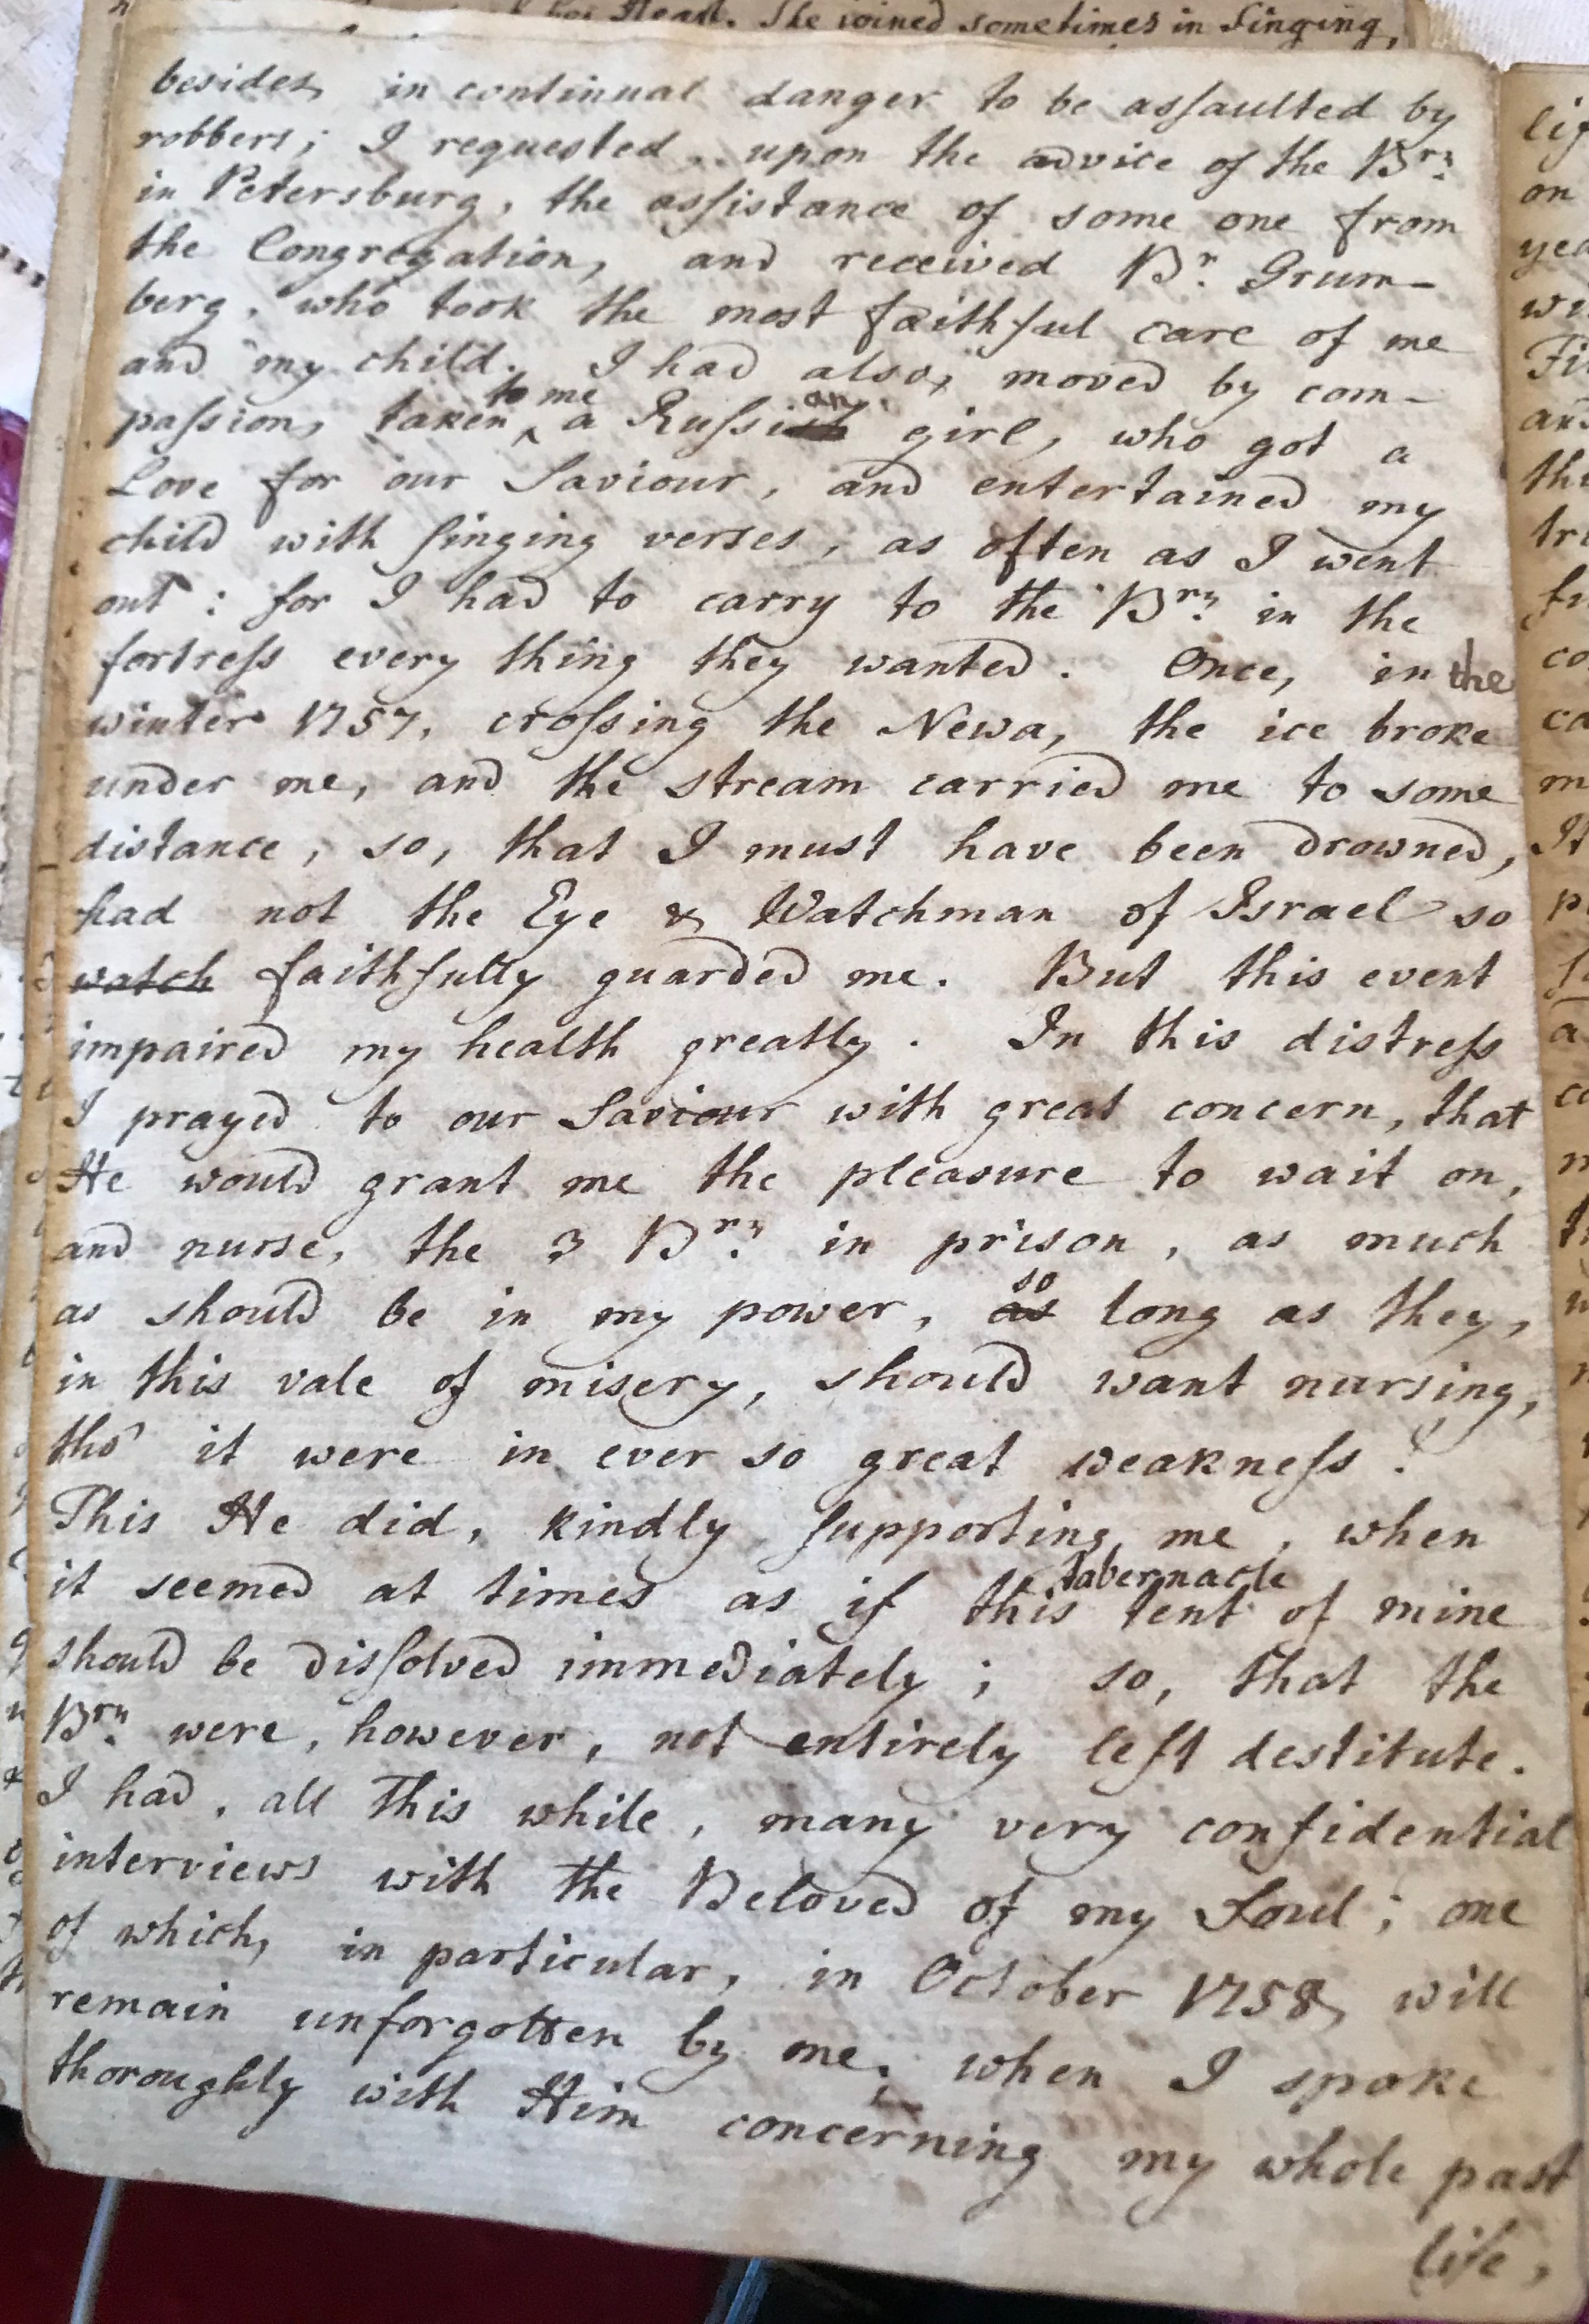 her Heart. She joined sometimes in Singing,
besides, in continual danger to be assaulted by
robbers; I requested, upon the advice of the Brn.
in Petersburg, the assistance of some one from
the Congregation, and received Br. Grum-
berg, who took the most faithful care of me
and my child. I had also, moved by com-
passion, taken to me a Russian girl, who got a
Love for our Saviour, and entertained my
child with singing verses, as often as I went
out: for I had to carry to the Brn. in the
fortress every thing they wanted. Once, in the
winter 1757, crossing the Newa, the ice broke
under me, and the stream carried me to some
distance, so, that I must have been drowned,
had not the Eye & Watchman of Israel so
watch faithfully guarded me. But this event
impaired my health greatly. In this distress
I prayed to our Saviour with great concern, that
He would grant me the pleasure to wait on,
and nurse, the 3 Brn. in prison, as much
as should be in my power, as so long as they,
in this vale of misery, should want nursing,
tho' it were in ever so great weakness!
This He did, kindly supporting me, when
it seemed at times as if this tabernacle tent of mine
should be dissolved immediately; so, that the
Brn. were, however, not entirely left destitute.
I had, all this while, many very confidential
interviews with the Beloved of my Soul; one
of which, in particular, in October 1758, will
remain unforgotten by me; when I spoke
thoroughly with Him concerning my whole past
life,